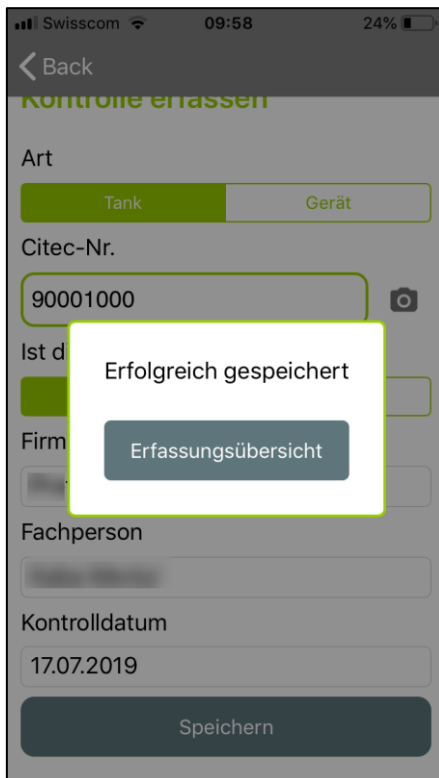 Swisscom 09:58 24%
Back
Kontrolle erfassen
Art
Tank Gerät
Citec-Nr.
90001000
Ist d
Erfolgreich gespeichert
Erfassungsübersicht
Firm
Fachperson
Kontrolldatum
17.07.2019
Speichern